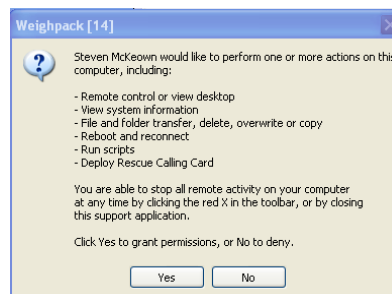 Weighpack [14]
Steven McKeown would like to perform one or more actions on this
computer, including:
- Remote control or view desktop
- View system information
- File and folder transfer, delete, overwrite or copy
- Reboot and reconnect
- Run scripts
- Deploy Rescue Calling Card
You are able to stop all remote activity on your computer
at any time by clicking the red X in the toolbar, or by closing
this support application.
Click Yes to grant permissions, or No to deny.
Yes No